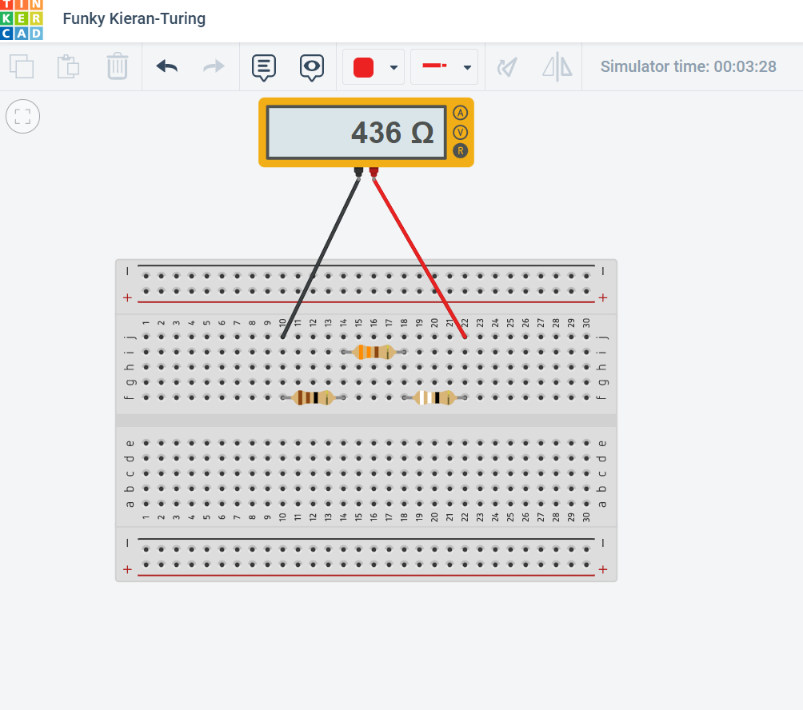 TIN
KER
CAD
Funky Kieran-Turing
Simulator time: 00:03:28
436 Ω
A
V
R
1 2 3 4 5 6 7 8 9 10 11 12 13 14 15 16 17 18 19 20 21 22 23 24 25 26 27 28 29 30
j j
i i
h h
g g
f f
e e
d d
c c
b b
a a
1 2 3 4 5 6 7 8 9 10 11 12 13 14 15 16 17 18 19 20 21 22 23 24 25 26 27 28 29 30